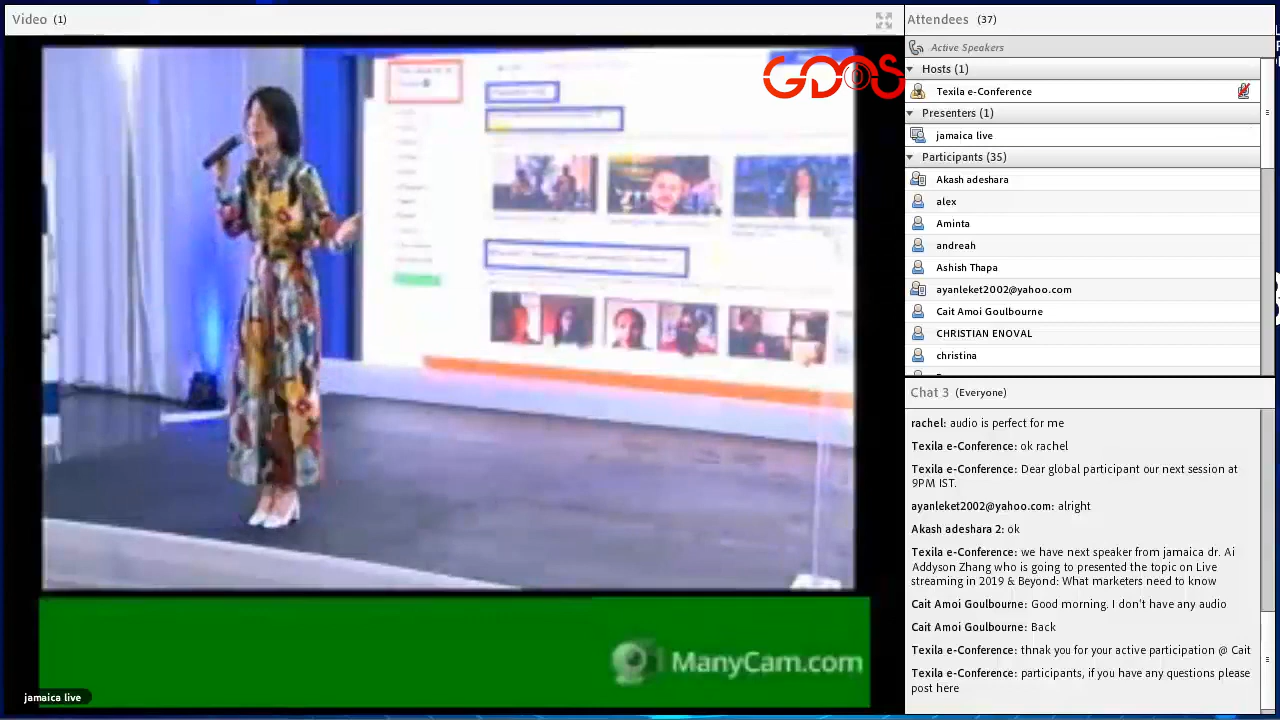 Video (1)
GDOS
ManyCam.com
jamaica live
Attendees (37)
Active Speakers
Hosts (1)
Texila e-Conference
Presenters (1)
jamaica live
Participants (35)
Akash adeshara
alex
Aminta
andreah
Ashish Thapa
ayanleket2002@yahoo.com
Cait Amoi Goulbourne
CHRISTIAN ENOVAL
christina
Chat 3 (Everyone)
rachel: audio is perfect for me
Texila e-Conference: ok rachel
Texila e-Conference: Dear global participant our next session at
9PM IST.
ayanleket2002@yahoo.com: alright
Akash adeshara 2: ok
Texila e-Conference: we have next speaker from jamaica dr. Ai
Addyson Zhang who is going to presented the topic on Live
streaming in 2019 & Beyond: What marketers need to know
Cait Amoi Goulbourne: Good morning. I don't have any audio
Cait Amoi Goulbourne: Back
Texila e-Conference: thnak you for your active participation @ Cait
Texila e-Conference: participants, if you have any questions please
post here